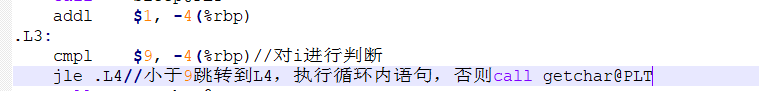 addl $1, -4(%rbp)
.L3:
cmpl $9, -4(%rbp)//对i进行判断
jle .L4//小于9跳转到L4，执行循环内语句，否则call getchar@PLT